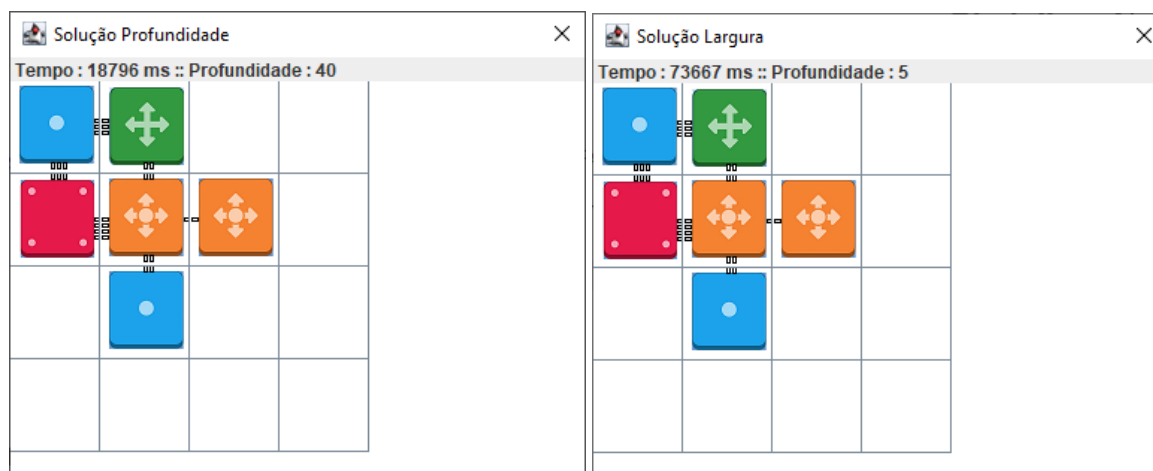 Solução Profundidade
Tempo : 18796 ms :: Profundidade : 40
Solução Largura
Tempo : 73667 ms :: Profundidade : 5